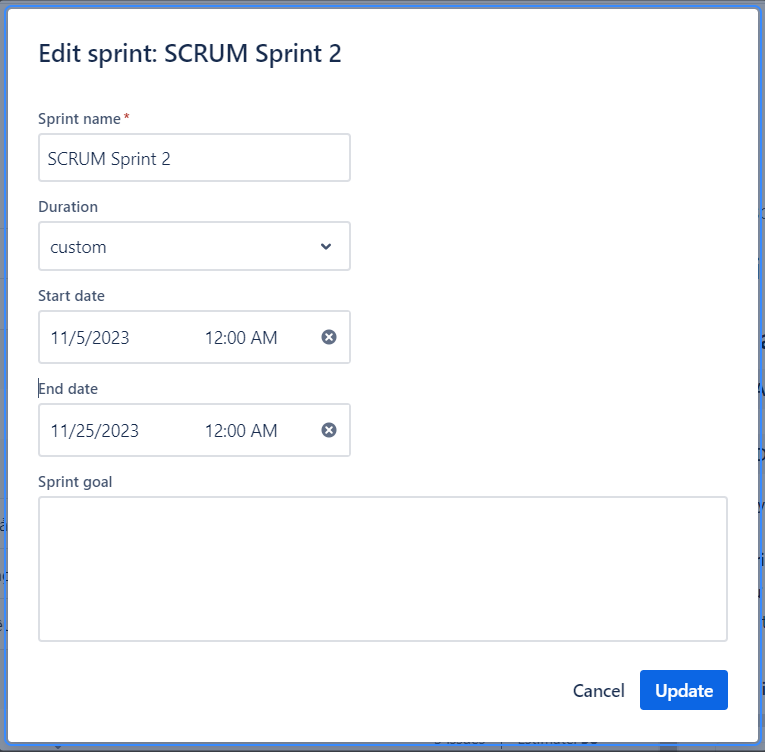 Edit sprint: SCRUM Sprint 2
Sprint name*
SCRUM Sprint 2
Duration
custom
Start date
11/5/2023 12:00 AM
End date
11/25/2023 12:00 AM
Sprint goal
Cancel Update